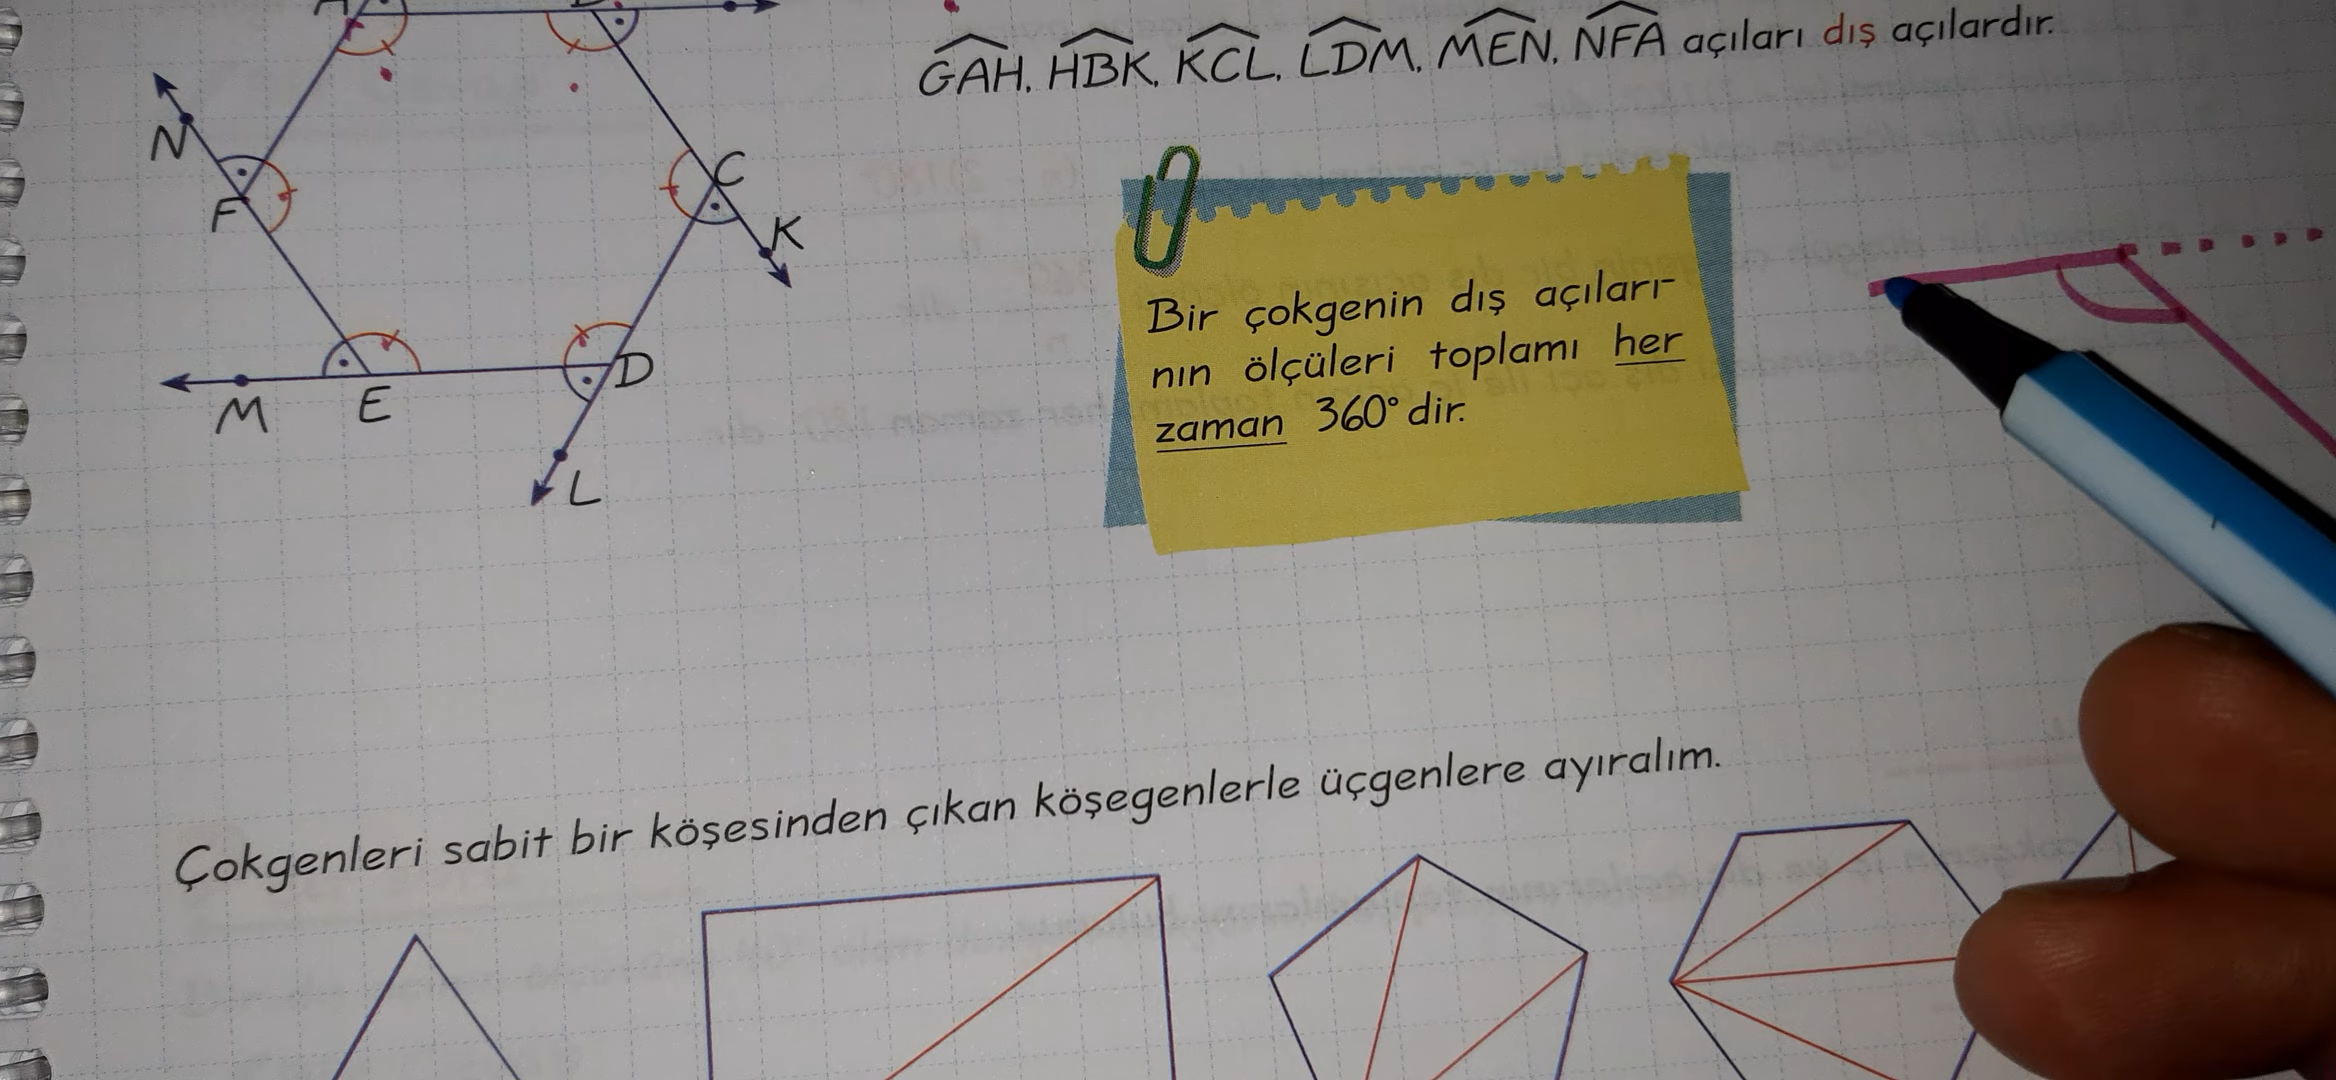 GAH, HBK, KCL, LDM, MEN, NFA açıları dış açılardır.
N
F
C
K
M
E
D
L
Bir çokgenin dış açıları-
nın ölçüleri toplamı her
zaman 360° dir.
Çokgenleri sabit bir köşesinden çıkan köşegenlerle üçgenlere ayıralım.